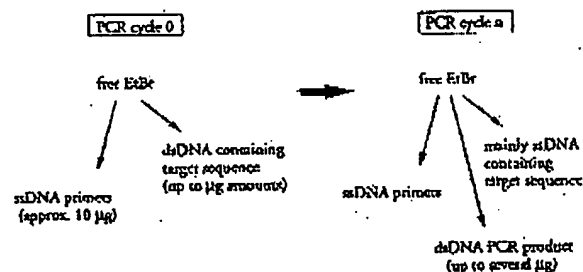 PCR cycle 0
free EtBr
dsDNA containing
target sequence
(up to μg amounts)
ssDNA primers
(approx. 10 μg)
PCR cycle n
free EtBr
mainly ssDNA
containing
target sequence
ssDNA primers
dsDNA PCR product
(up to several μg)